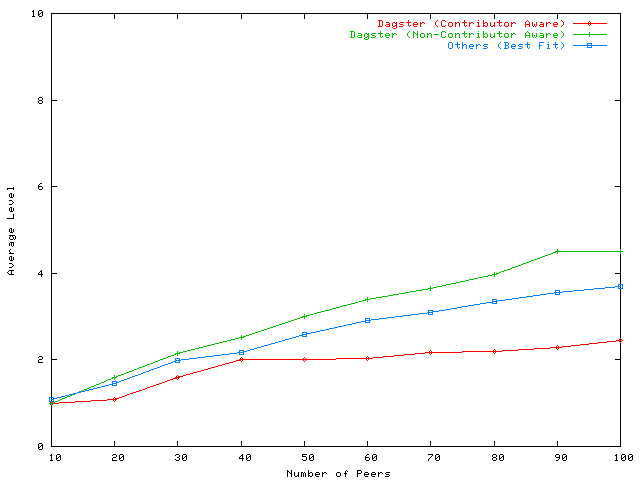 10
Dagster (Contributor Aware)
Dagster (Non-Contributor Aware)
Others (Best Fit)
8
6
Average Level
4
2
0
10 20 30 40 50 60 70 80 90 100
Number of Peers